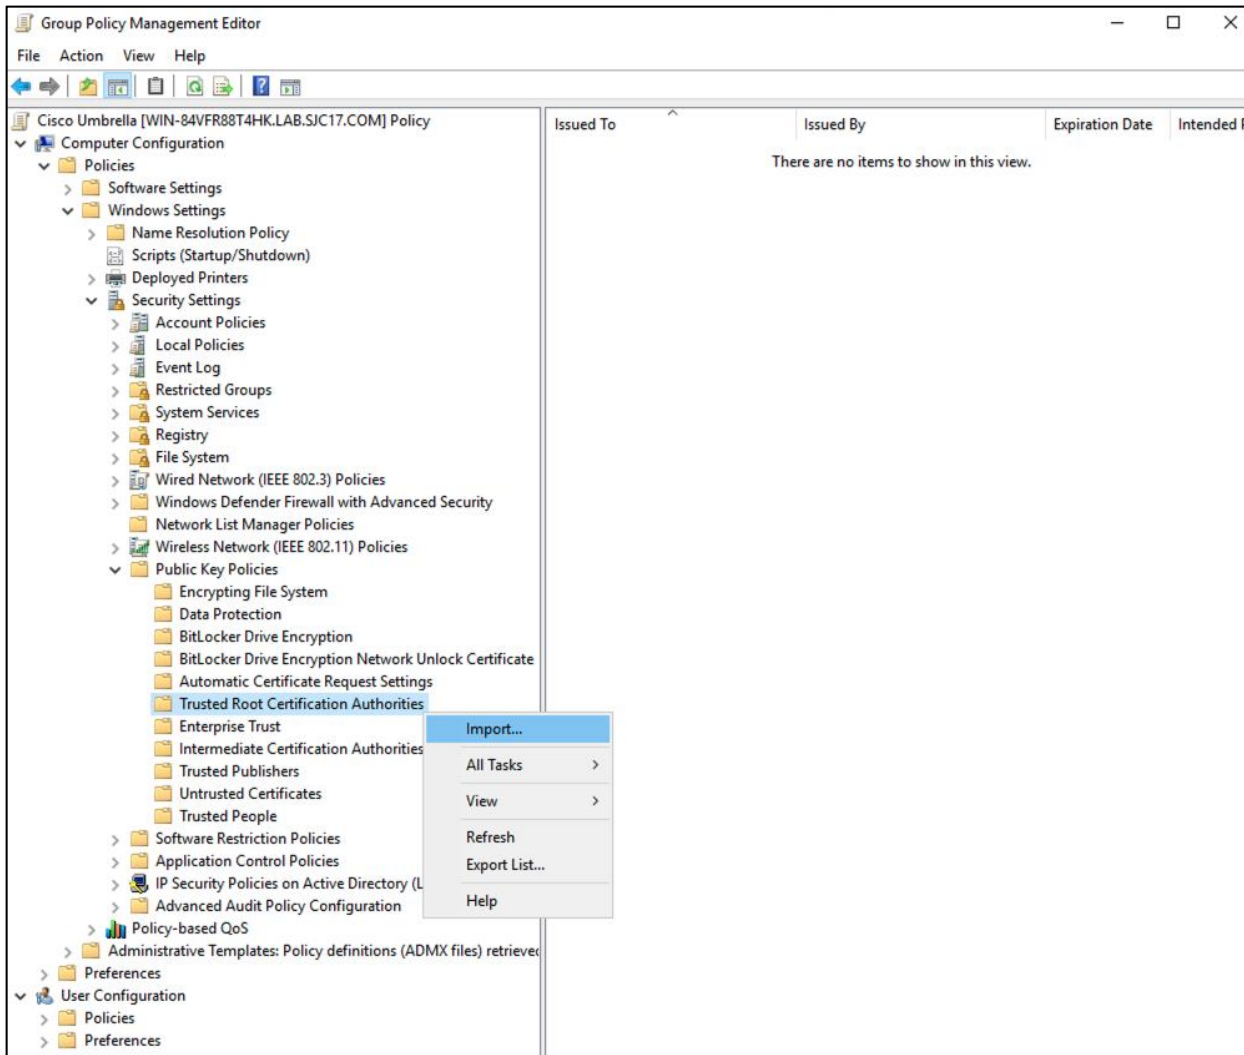 Group Policy Management Editor
File Action View Help
Cisco Umbrella [WIN-84VFR88T4HK.LAB.SJC17.COM] Policy
Computer Configuration
Policies
Software Settings
Windows Settings
Name Resolution Policy
Scripts (Startup/Shutdown)
Deployed Printers
Security Settings
Account Policies
Local Policies
Event Log
Restricted Groups
System Services
Registry
File System
Wired Network (IEEE 802.3) Policies
Windows Defender Firewall with Advanced Security
Network List Manager Policies
Wireless Network (IEEE 802.11) Policies
Public Key Policies
Encrypting File System
Data Protection
BitLocker Drive Encryption
BitLocker Drive Encryption Network Unlock Certificate
Automatic Certificate Request Settings
Trusted Root Certification Authorities
Enterprise Trust
Intermediate Certification Authorities
Trusted Publishers
Untrusted Certificates
Trusted People
Software Restriction Policies
Application Control Policies
IP Security Policies on Active Directory (L
Advanced Audit Policy Configuration
Policy-based QoS
Administrative Templates: Policy definitions (ADMX files) retrieved
Preferences
User Configuration
Policies
Preferences
Import...
All Tasks
View
Refresh
Export List...
Help
Issued To Issued By Expiration Date Intended P
There are no items to show in this view.